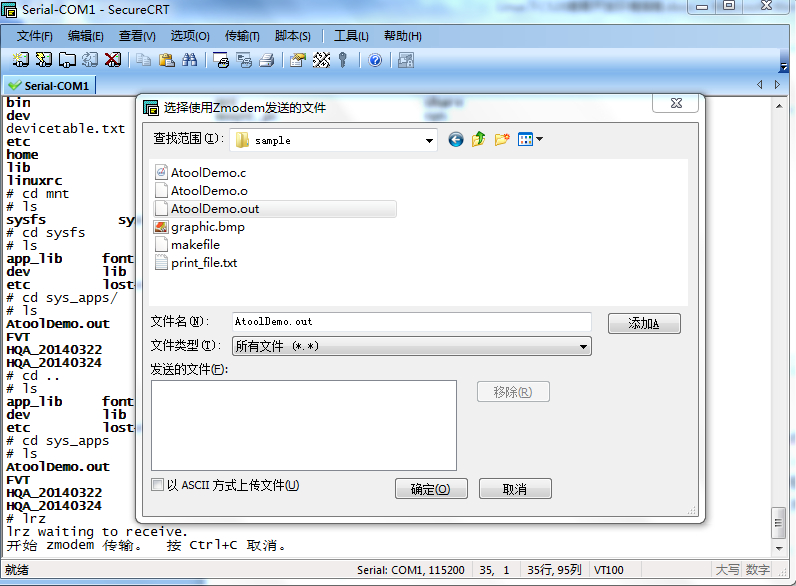 Serial-COM1 - SecureCRT
文件(F) 编辑(E) 查看(V) 选项(O) 传输(T) 脚本(S) 工具(L) 帮助(H)
Serial-COM1
bin
dev
devicetable.txt
etc
home
lib
linuxrc
# cd mnt
# ls
sysfs sy
# cd sysfs
# ls
app_lib font
dev lib
etc lost
# cd sys_apps/
# ls
AtoolDemo.out
FVT
HQA_20140322
HQA_20140324
# cd ..
# ls
app_lib font
dev lib
etc lost
# cd sys_apps
# ls
AtoolDemo.out
FVT
HQA_20140322
HQA_20140324
# lrz
lrz waiting to receive.
开始 zmodem 传输。 按 Ctrl+C 取消。
选择使用Zmodem发送的文件
查找范围(I): sample
AtoolDemo.c
AtoolDemo.o
AtoolDemo.out
graphic.bmp
makefile
print_file.txt
文件名(N): AtoolDemo.out 添加A
文件类型(T): 所有文件 (*.*)
发送的文件(F):
移除(R)
以 ASCII 方式上传文件(U)
确定(O) 取消
就绪 Serial: COM1, 115200 35, 1 35行, 95列 VT100 大写 数字